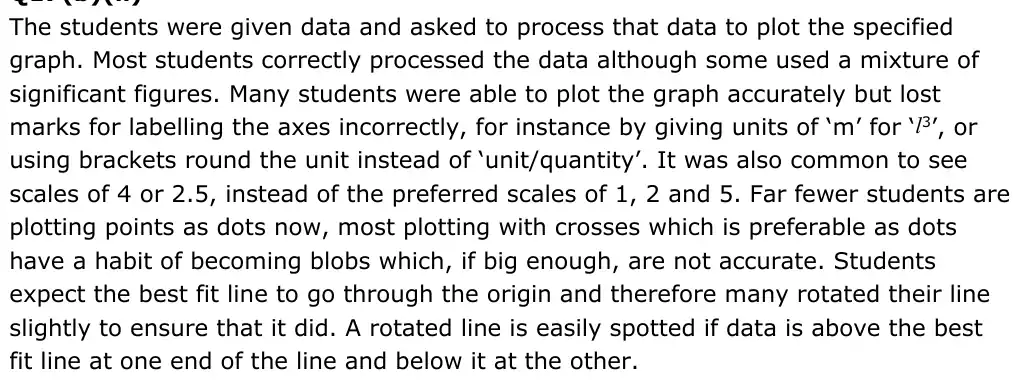 The students were given data and asked to process that data to plot the specified
graph. Most students correctly processed the data although some used a mixture of
significant figures. Many students were able to plot the graph accurately but lost
marks for labelling the axes incorrectly, for instance by giving units of ‘m’ for ‘l³’, or
using brackets round the unit instead of ‘unit/quantity’. It was also common to see
scales of 4 or 2.5, instead of the preferred scales of 1, 2 and 5. Far fewer students are
plotting points as dots now, most plotting with crosses which is preferable as dots
have a habit of becoming blobs which, if big enough, are not accurate. Students
expect the best fit line to go through the origin and therefore many rotated their line
slightly to ensure that it did. A rotated line is easily spotted if data is above the best
fit line at one end of the line and below it at the other.